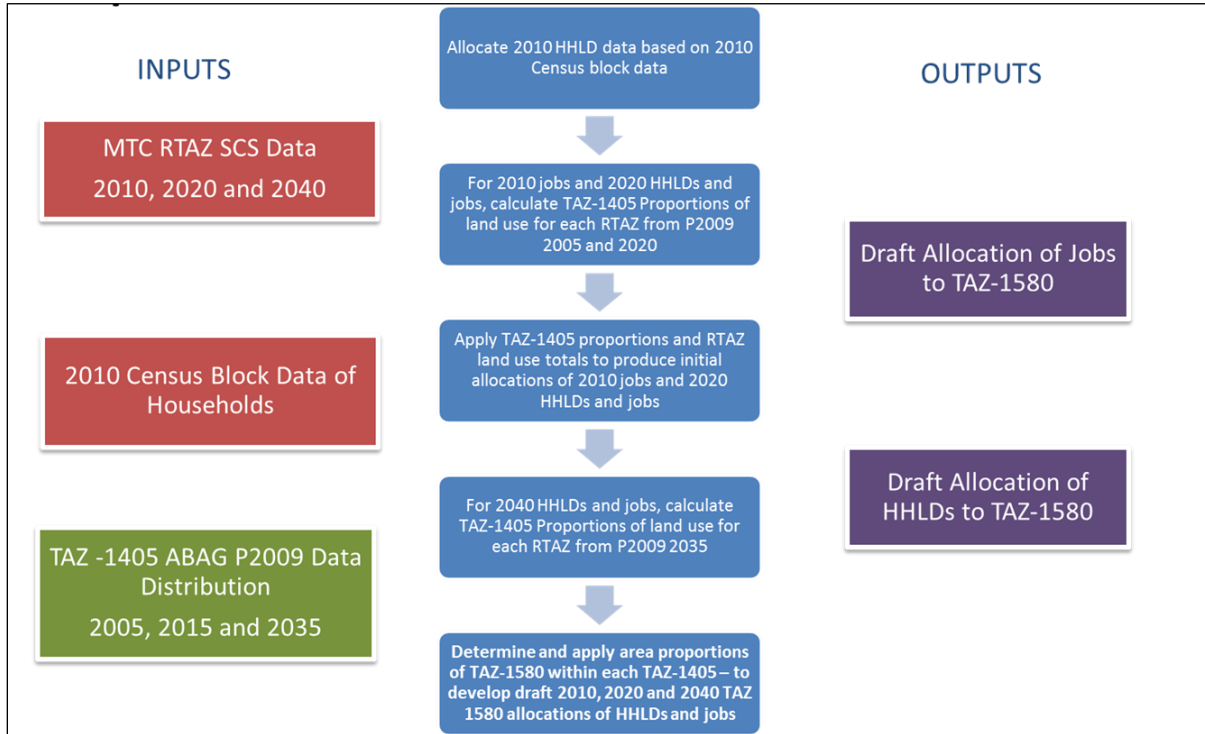 INPUTS
MTC RTAZ SCS Data
2010, 2020 and 2040
2010 Census Block Data of
Households
TAZ -1405 ABAG P2009 Data
Distribution
2005, 2015 and 2035
Allocate 2010 HHLD data based on 2010
Census block data
For 2010 jobs and 2020 HHLDs and
jobs, calculate TAZ-1405 Proportions of
land use for each RTAZ from P2009
2005 and 2020
Apply TAZ-1405 proportions and RTAZ
land use totals to produce initial
allocations of 2010 jobs and 2020
HHLDs and jobs
For 2040 HHLDs and jobs, calculate
TAZ-1405 Proportions of land use for
each RTAZ from P2009 2035
Determine and apply area proportions
of TAZ-1580 within each TAZ-1405 – to
develop draft 2010, 2020 and 2040 TAZ
1580 allocations of HHLDs and jobs
OUTPUTS
Draft Allocation of Jobs
to TAZ-1580
Draft Allocation of
HHLDs to TAZ-1580